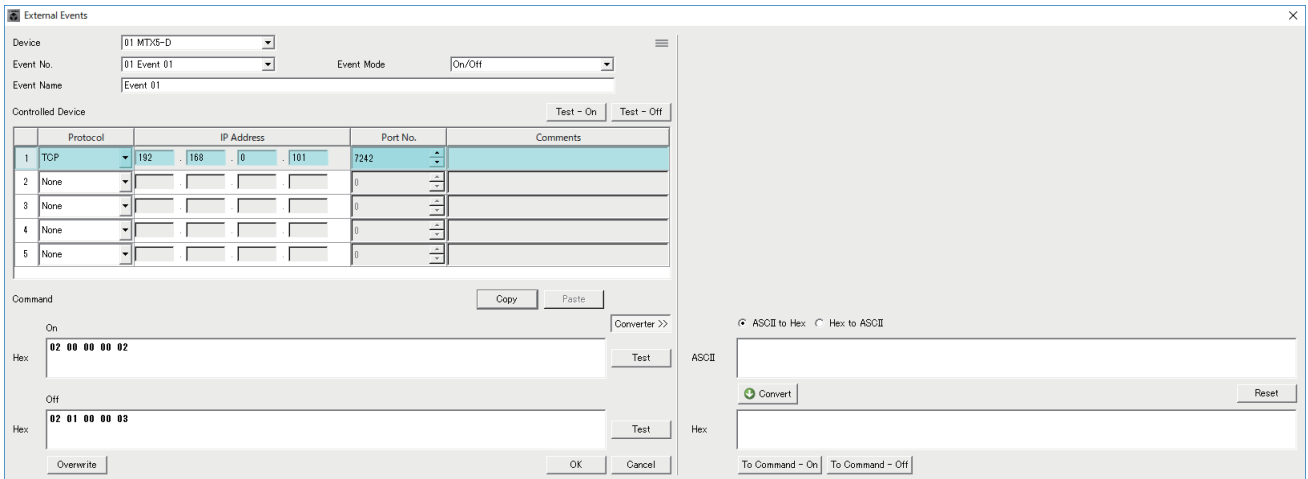 External Events
Device 01 MTX5-D
Event No. 01 Event 01 Event Mode On/Off
Event Name Event 01
Controlled Device Test - On Test - Off
Protocol IP Address Port No. Comments
1 TCP 192 . 168 . 0 . 101 7242
2 None . . . 0
3 None . . . 0
4 None . . . 0
5 None . . . 0
Command Copy Paste
On Converter >> ASCII to Hex Hex to ASCII
Hex 02 00 00 00 02 Test ASCII
Off Convert Reset
Hex 02 01 00 00 03 Test Hex
Overwrite OK Cancel To Command - On To Command - Off